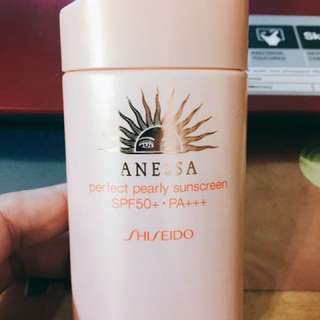 ANESSA
perfect pearly sunscreen
SPF50+・PA+++
SHISEIDO